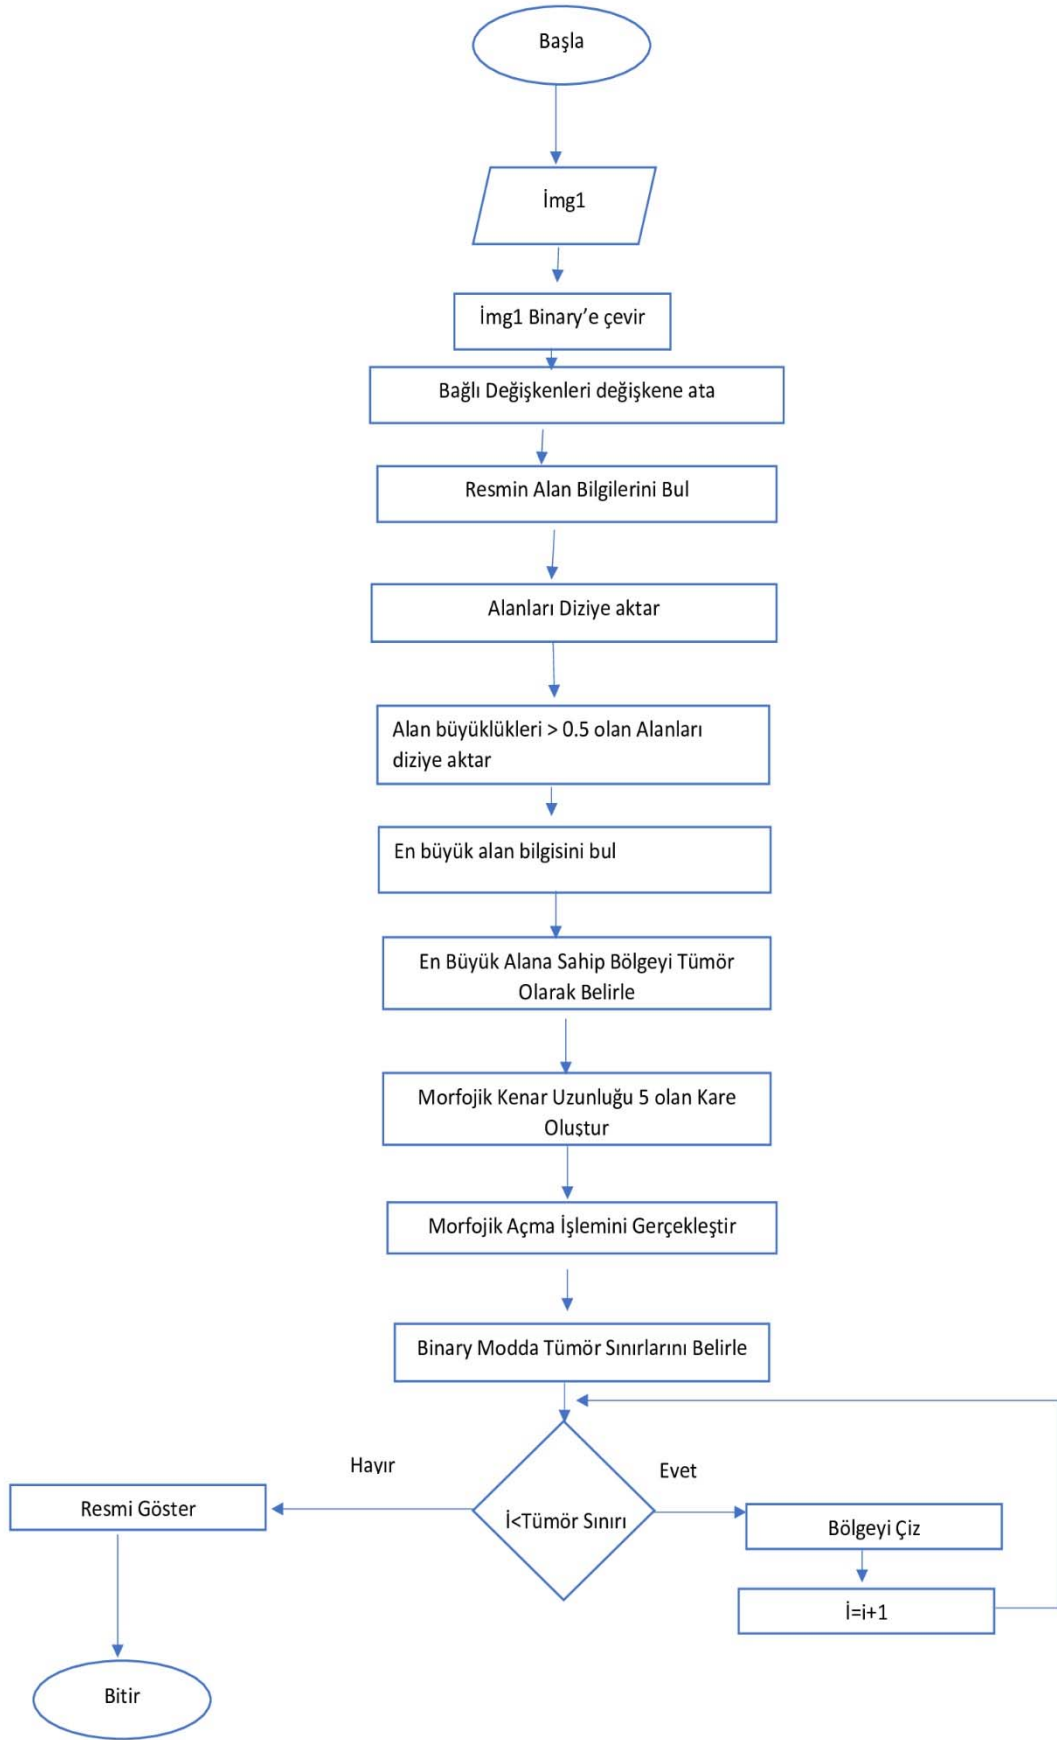 Başla
İmg1
İmg1 Binary’e çevir
Bağlı Değişkenleri değişkene ata
Resmin Alan Bilgilerini Bul
Alanları Diziye aktar
Alan büyüklükleri > 0.5 olan Alanları
diziye aktar
En büyük alan bilgisini bul
En Büyük Alana Sahip Bölgeyi Tümör
Olarak Belirle
Morfojik Kenar Uzunluğu 5 olan Kare
Oluştur
Morfojik Açma İşlemini Gerçekleştir
Binary Modda Tümör Sınırlarını Belirle
Hayır
Evet
Resmi Göster
İ<Tümör Sınırı
Bölgeyi Çiz
İ=i+1
Bitir